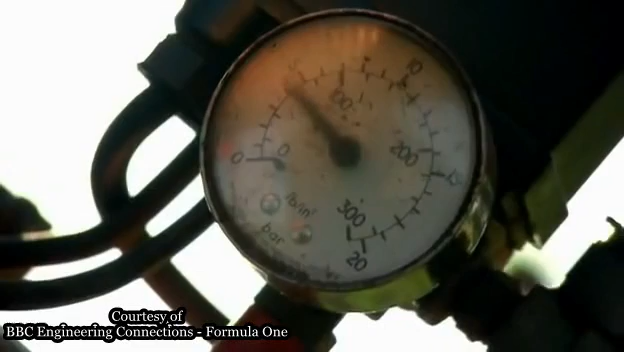 10
100
0
0
200
lb/in²
300
bar
20
Courtesy of
BBC Engineering Connections - Formula One